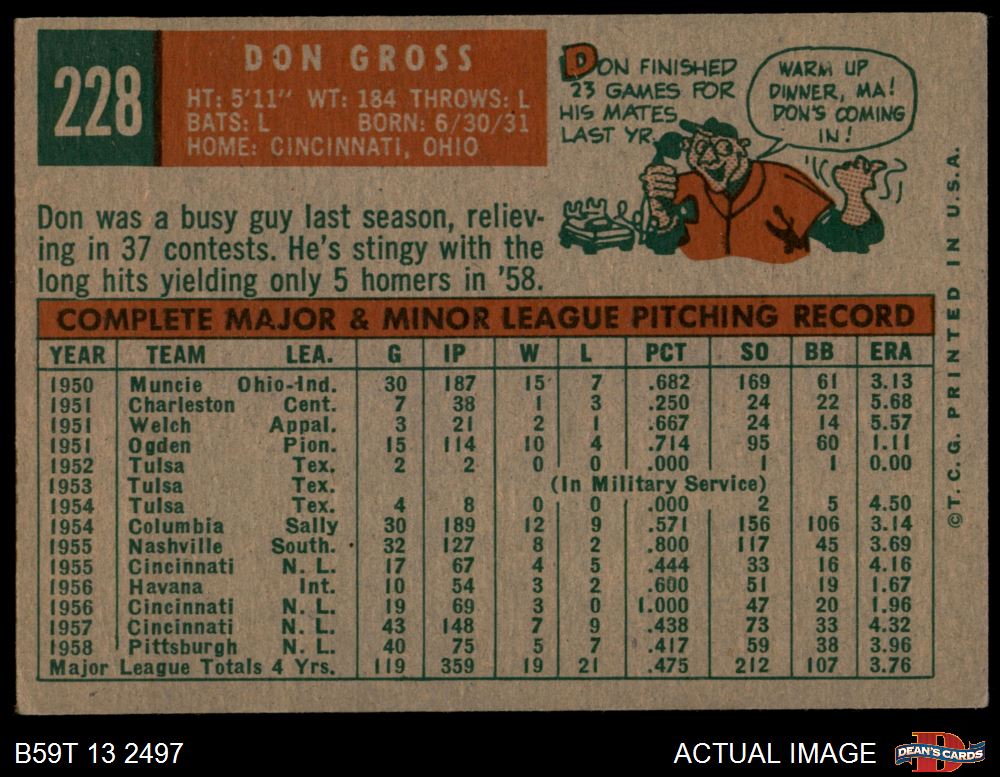 228
DON GROSS
HT: 5'11" WT: 184 THROWS: L
BATS: L BORN: 6/30/31
HOME: CINCINNATI, OHIO
DON FINISHED
23 GAMES FOR
HIS MATES
LAST YR.
WARM UP
DINNER, MA!
DON'S COMING
IN!
Don was a busy guy last season, reliev-
ing in 37 contests. He's stingy with the
long hits yielding only 5 homers in '58.
COMPLETE MAJOR & MINOR LEAGUE PITCHING RECORD
YEAR TEAM LEA. G IP W L PCT SO BB ERA
1950 Muncie Ohio-Ind. 30 187 15 7 .682 169 61 3.13
1951 Charleston Cent. 7 38 1 3 .250 24 22 5.68
1951 Welch Appal. 3 21 2 1 .667 24 14 5.57
1951 Ogden Pion. 15 114 10 4 .714 95 60 1.11
1952 Tulsa Tex. 2 2 0 0 .000 1 1 0.00
1953 Tulsa Tex. (In Military Service)
1954 Tulsa Tex. 4 8 0 0 .000 2 5 4.50
1954 Columbia Sally 30 189 12 9 .571 156 106 3.14
1955 Nashville South. 32 127 8 2 .800 117 45 3.69
1955 Cincinnati N. L. 17 67 4 5 .444 33 16 4.16
1956 Havana Int. 10 54 3 2 .600 51 19 1.67
1956 Cincinnati N. L. 19 69 3 0 1.000 47 20 1.96
1957 Cincinnati N. L. 43 148 7 9 .438 73 33 4.32
1958 Pittsburgh N. L. 40 75 5 7 .417 59 38 3.96
Major League Totals 4 Yrs. 119 359 19 21 .475 212 107 3.76
© T. C. G. PRINTED IN U.S.A.
B59T 13 2497
ACTUAL IMAGE
D
DEAN'S CARDS